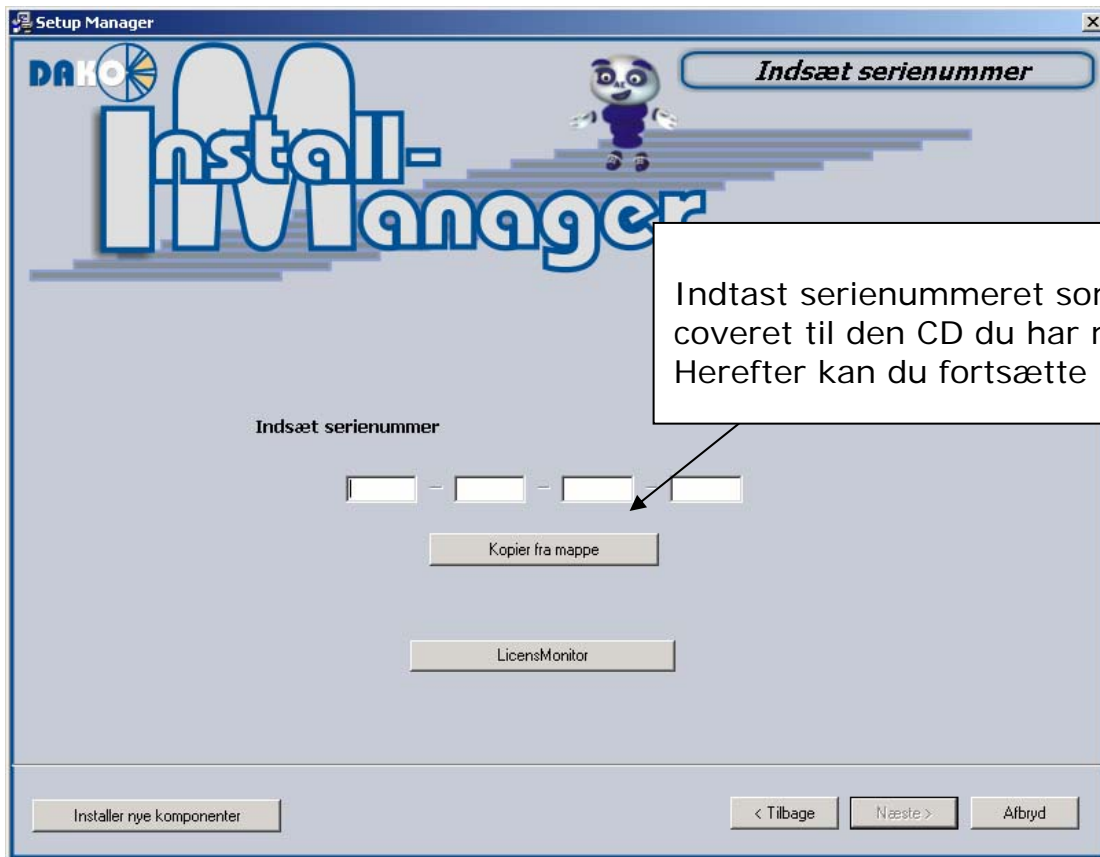 Setup Manager
DAKO
Indsæt serienummer
Install-
Manager
Indtast serienummeret
coveret til den CD du har
Herefter kan du fortsætte
Indsæt serienummer
Kopier fra mappe
LicensMonitor
Installer nye komponenter
< Tilbage
Næste >
Afbryd